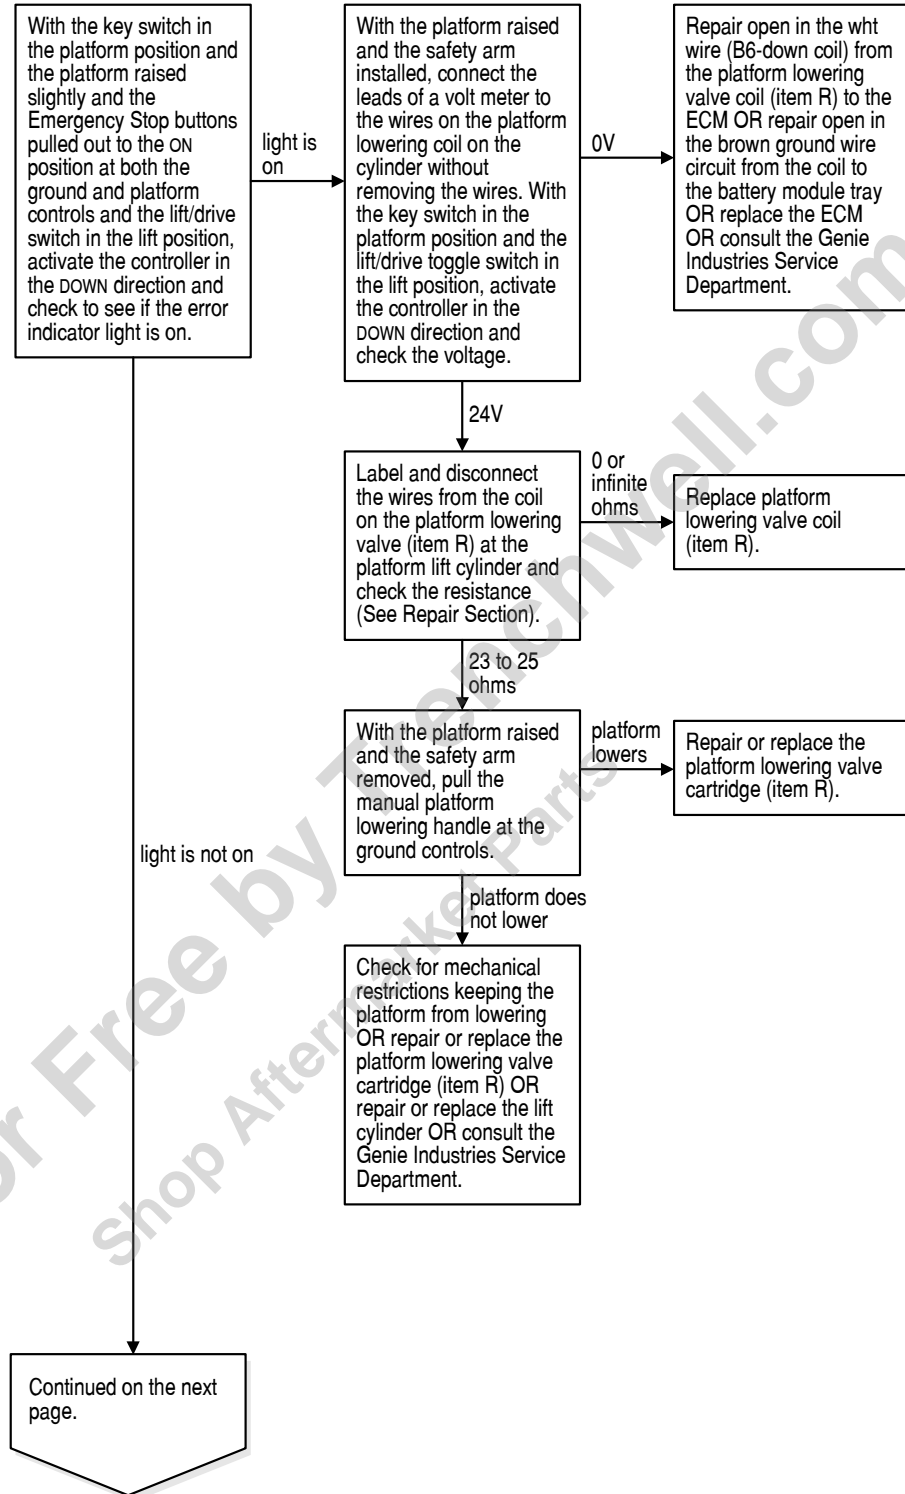 With the key switch in
the platform position and
the platform raised
slightly and the
Emergency Stop buttons
pulled out to the ON
position at both the
ground and platform
controls and the lift/drive
switch in the lift position,
activate the controller in
the DOWN direction and
check to see if the error
indicator light is on.
light is
on
With the platform raised
and the safety arm
installed, connect the
leads of a volt meter to
the wires on the platform
lowering coil on the
cylinder without
removing the wires. With
the key switch in the
platform position and the
lift/drive toggle switch in
the lift position, activate
the controller in the
DOWN direction and
check the voltage.
0V
Repair open in the wht
wire (B6-down coil) from
the platform lowering
valve coil (item R) to the
ECM OR repair open in
the brown ground wire
circuit from the coil to
the battery module tray
OR replace the ECM
OR consult the Genie
Industries Service
Department.
24V
Label and disconnect
the wires from the coil
on the platform lowering
valve (item R) at the
platform lift cylinder and
check the resistance
(See Repair Section).
0 or
infinite
ohms
Replace platform
lowering valve coil
(item R).
23 to 25
ohms
With the platform raised
and the safety arm
removed, pull the
manual platform
lowering handle at the
ground controls.
platform
lowers
Repair or replace the
platform lowering valve
cartridge (item R).
light is not on
platform does
not lower
Check for mechanical
restrictions keeping the
platform from lowering
OR repair or replace the
platform lowering valve
cartridge (item R) OR
repair or replace the lift
cylinder OR consult the
Genie Industries Service
Department.
Continued on the next
page.
or Free by Trenchwell.com
Shop Aftermarket Parts